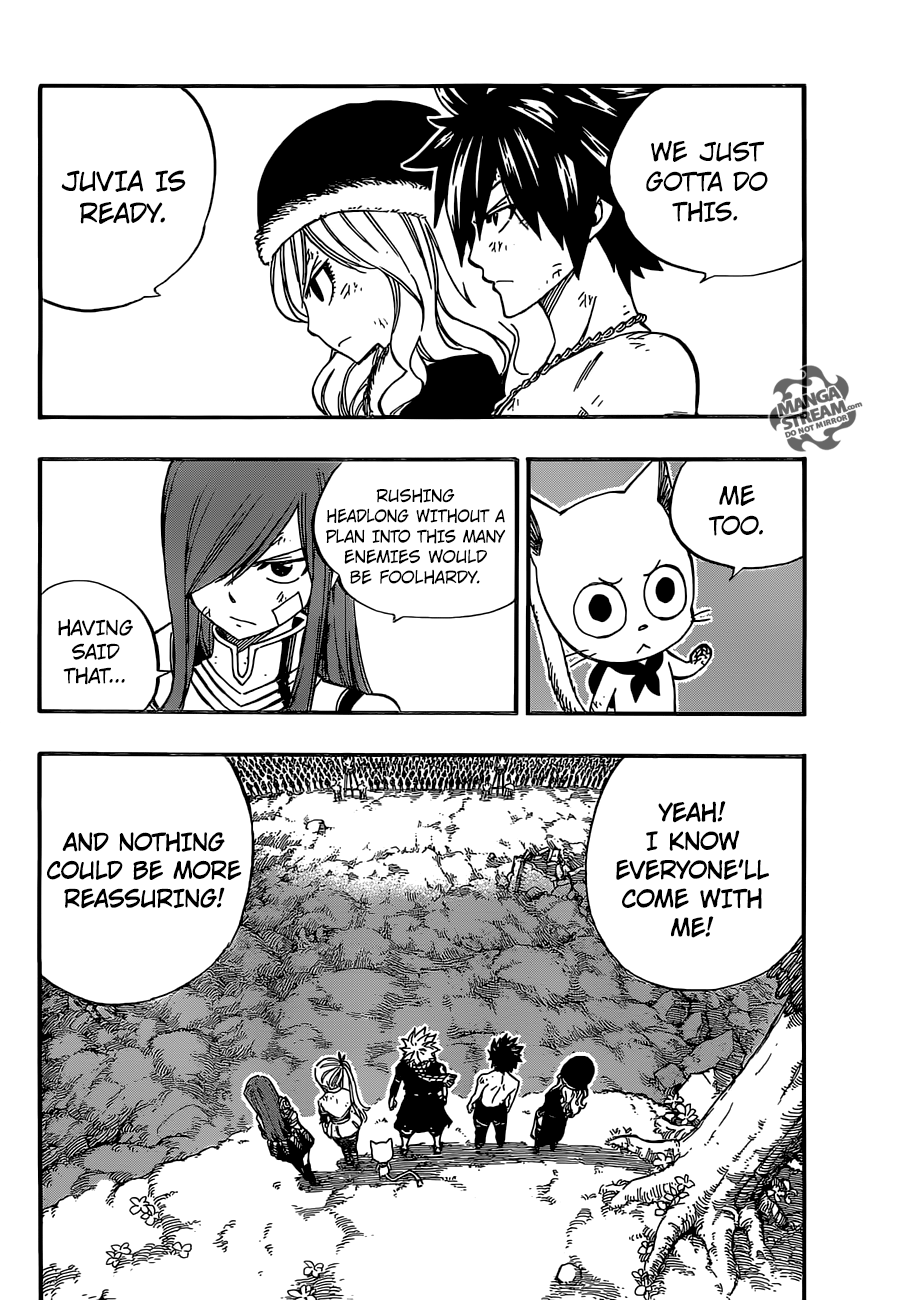 WE JUST
GOTTA DO
THIS.
JUVIA IS
READY.
MANGA
STREAM.com
DO NOT MIRROR
ME
TOO.
RUSHING
HEADLONG WITHOUT A
PLAN INTO THIS MANY
ENEMIES WOULD
BE FOOLHARDY.
HAVING
SAID
THAT...
YEAH!
I KNOW
EVERYONE'LL
COME WITH
ME!
AND NOTHING
COULD BE MORE
REASSURING!